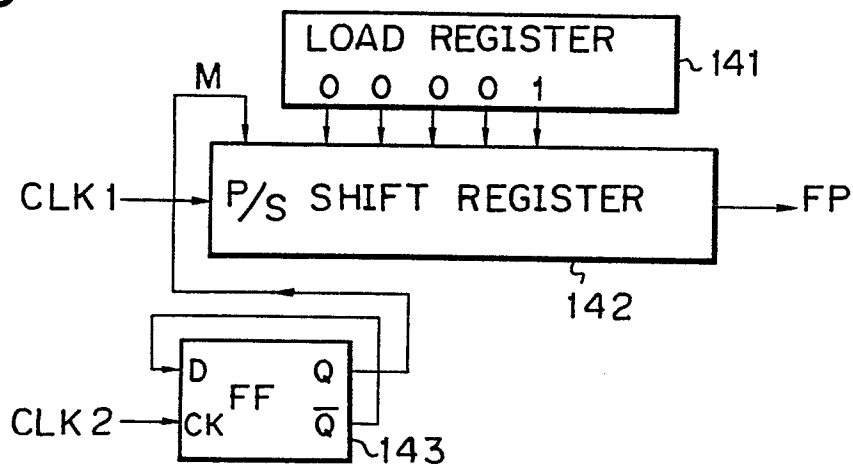 LOAD REGISTER
141
0 0 0 0 1
M
CLK1
P/S SHIFT REGISTER
FP
142
D Q
FF
CLK2
CK Q̅
143